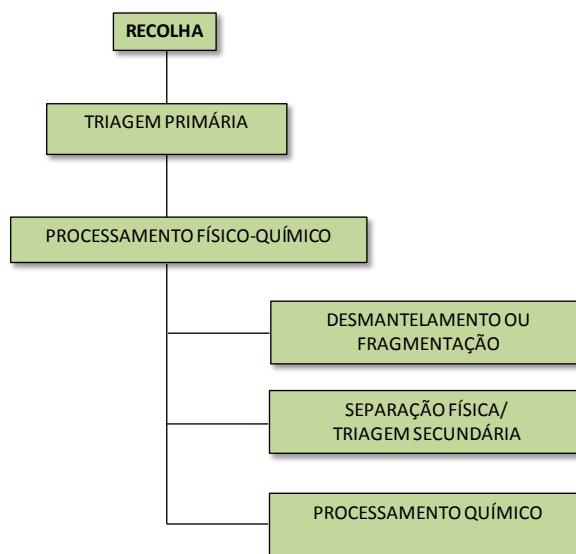 RECOLHA
TRIAGEM PRIMÁRIA
PROCESSAMENTO FÍSICO-QUÍMICO
DESMANTELAMENTO OU
FRAGMENTAÇÃO
SEPARAÇÃO FÍSICA/
TRIAGEM SECUNDÁRIA
PROCESSAMENTO QUÍMICO